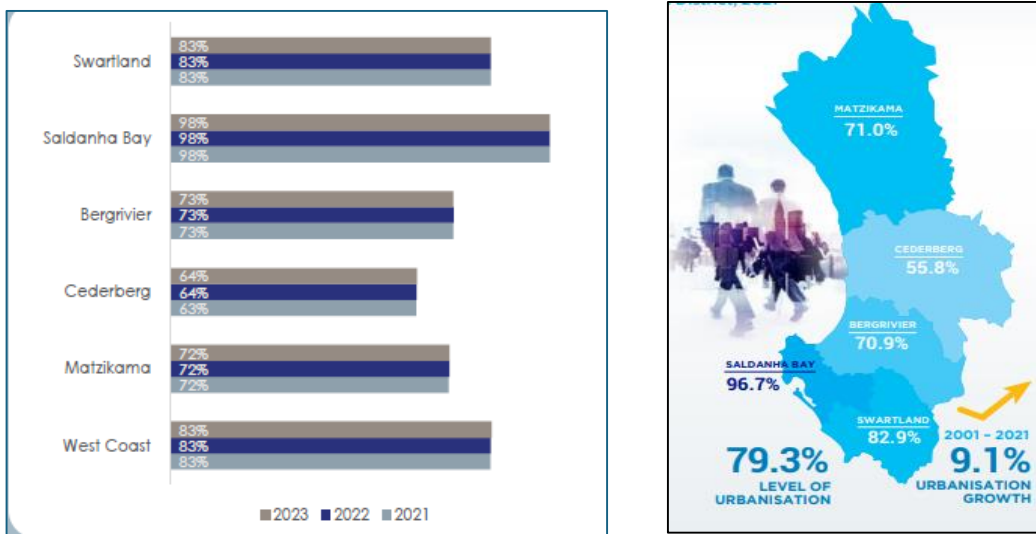 Swartland
83%
83%
83%
Saldanha Bay
98%
98%
98%
Bergrivier
73%
73%
73%
Cederberg
64%
64%
63%
Matzikama
72%
72%
72%
West Coast
83%
83%
83%
2023 2022 2021
MATZIKAMA
71.0%
CEDERBERG
55.8%
BERGRIVIER
70.9%
SALDANHA BAY
96.7%
SWARTLAND
82.9%
2001 – 2021
79.3%
LEVEL OF
URBANISATION
9.1%
URBANISATION
GROWTH